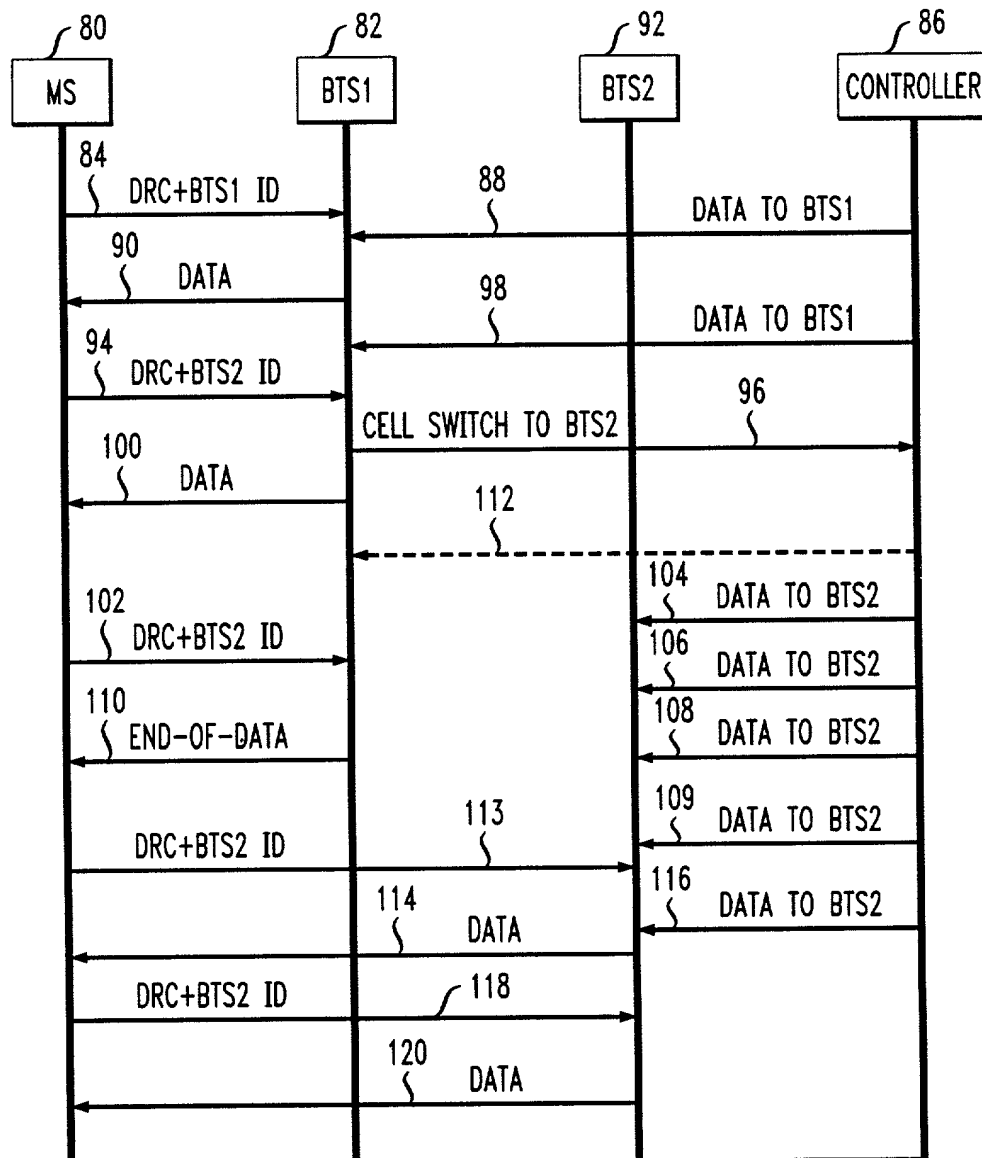 80 82 92 86
MS BTS1 BTS2 CONTROLLER
84 DRC+BTS1 ID
88 DATA TO BTS1
90 DATA
98 DATA TO BTS1
94 DRC+BTS2 ID
CELL SWITCH TO BTS2 96
100 DATA
112
104 DATA TO BTS2
102 DRC+BTS2 ID
106 DATA TO BTS2
110 END-OF-DATA
108 DATA TO BTS2
109 DATA TO BTS2
DRC+BTS2 ID 113
116 DATA TO BTS2
114 DATA
DRC+BTS2 ID 118
120 DATA